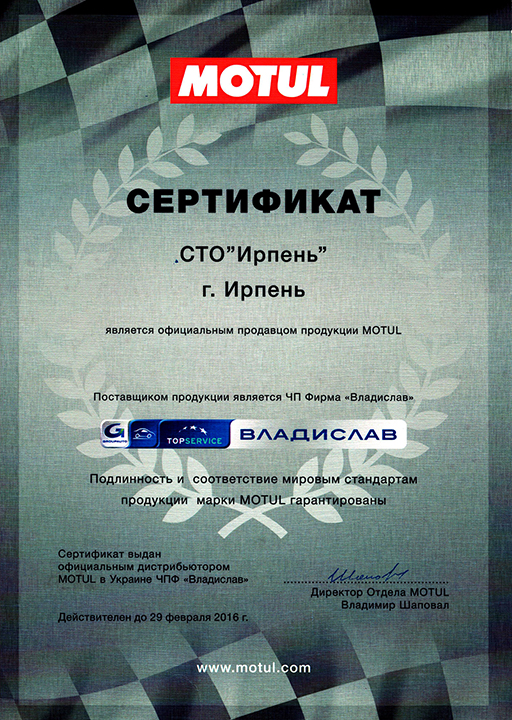 MOTUL
СЕРТИФИКАТ
СТО”Ирпень”
г. Ирпень
является официальным продавцом продукции MOTUL
Поставщиком продукции является ЧП Фирма «Владислав»
G GROUPAUTO TOPSERVICE ВЛАДИСЛАВ
Подлинность и соответствие мировым стандартам
продукции марки MOTUL гарантированы
Сертификат выдан
официальным дистрибьютором
MOTUL в Украине ЧПФ «Владислав»
Директор Отдела MOTUL
Владимир Шаповал
Действителен до 29 февраля 2016 г.
www.motul.com